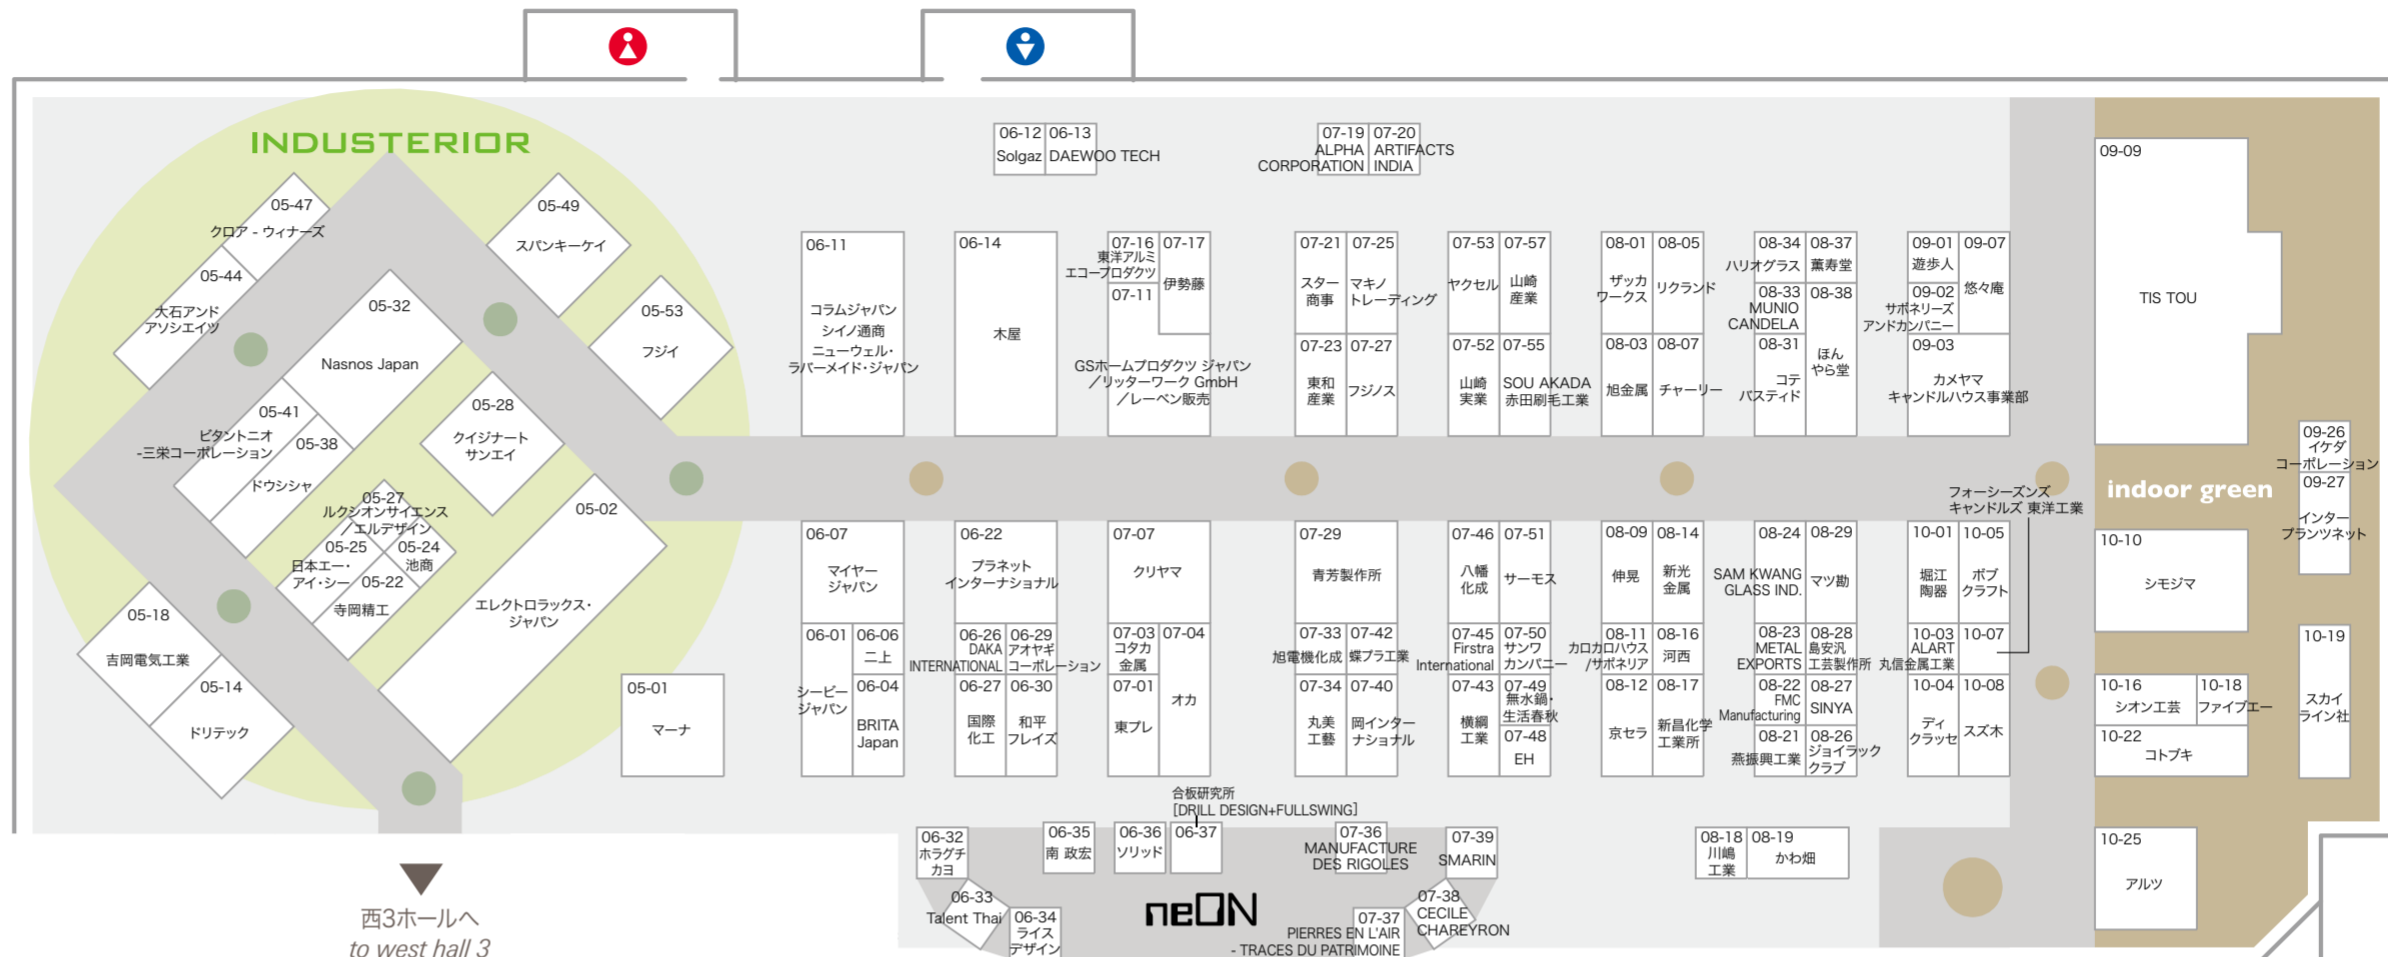 INDUSTERIOR
05-47
クロア - ウィナーズ
05-44
大石アンド
アソシエイツ
05-49
スパンキーケイ
05-53
フジイ
05-32
Nasnos Japan
05-41
ビタントニオ
-三栄コーポレーション
05-38
ドウシシャ
05-28
クイジナート
サンエイ
05-27
ルクシオンサイエンス
/エルデザイン
05-25
日本エー・
アイ・シー
05-24
池商
05-22
寺岡精工
05-02
エレクトロラックス・
ジャパン
05-18
吉岡電気工業
05-14
ドリテック
05-01
マーナ
西3ホールへ
to west hall 3
06-12
Solgaz
06-13
DAEWOO TECH
07-19
ALPHA
CORPORATION
07-20
ARTIFACTS
INDIA
06-11
コラムジャパン
シイノ通商
ニューウェル・
ラバーメイド・ジャパン
06-14
木屋
07-16
東洋アルミ
エコープロダクツ
07-17
伊勢藤
07-11
GSホームプロダクツ ジャパン
/リッターワーク GmbH
/レーベン販売
07-21
スター
商事
07-25
マキノ
トレーディング
07-23
東和
産業
07-27
フジノス
07-53
ヤクセル
07-57
山崎
産業
07-52
山崎
実業
07-55
SOU AKADA
赤田刷毛工業
08-01
ザッカ
ワークス
08-05
リクランド
08-03
旭金属
08-07
チャーリー
08-34
ハリオグラス
08-37
薫寿堂
08-33
MUNIO
CANDELA
08-38
ほん
やら堂
08-31
コテ
バスティド
09-01
遊歩人
09-07
悠々庵
09-02
サボネリーズ
アンドカンパニー
09-03
カメヤマ
キャンドルハウス事業部
09-09
TIS TOU
indoor green
09-26
イケダ
コーポレーション
09-27
インター
プランツネット
フォーシーズンズ
キャンドルズ 東洋工業
06-07
マイヤー
ジャパン
06-01
シービー
ジャパン
06-06
二上
06-04
BRITA
Japan
06-22
プラネット
インターナショナル
06-26
DAKA
INTERNATIONAL
06-29
アオヤギ
コーポレーション
06-27
国際
化工
06-30
和平
フレイズ
07-07
クリヤマ
07-03
コタカ
金属
07-04
オカ
07-01
東プレ
07-29
青芳製作所
07-33
旭電機化成
07-42
蝶プラ工業
07-34
丸美
工藝
07-40
岡インター
ナショナル
07-46
八幡
化成
07-51
サーモス
07-45
Firstra
International
07-50
サンワ
カンパニー
07-43
横綱
工業
07-49
無水鍋・
生活春秋
07-48
EH
08-09
伸晃
08-14
新光
金属
08-11
カロカロハウス
/サボネリア
08-16
河西
08-12
京セラ
08-17
新昌化学
工業所
08-24
SAM KWANG
GLASS IND.
08-29
マツ勘
08-23
METAL
EXPORTS
08-28
島安汎
工芸製作所
08-22
FMC
Manufacturing
08-27
SINYA
08-21
燕振興工業
08-26
ジョイラック
クラブ
10-01
堀江
陶器
10-05
ボブ
クラフト
10-03
ALART
丸信金属工業
10-07
10-04
ディ
クラッセ
10-08
スズ木
10-10
シモジマ
10-16
シオン工芸
10-18
ファイブエー
10-22
コトブキ
10-19
スカイ
ライン社
10-25
アルツ
合板研究所
[DRILL DESIGN+FULLSWING]
06-32
ホラグチ
カヨ
06-35
南 政宏
06-36
ソリッド
06-37
07-36
MANUFACTURE
DES RIGOLES
07-39
SMARIN
06-33
Talent Thai
06-34
ライス
デザイン
neON
07-37
PIERRES EN L'AIR
- TRACES DU PATRIMOINE
07-38
CECILE
CHAREYRON
08-18
川嶋
工業
08-19
かわ畑